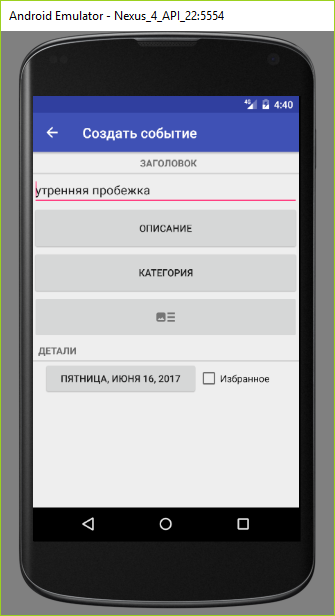 Android Emulator - Nexus_4_API_22:5554
4G 4:40
Создать событие
ЗАГОЛОВОК
утренняя пробежка
ОПИСАНИЕ
КАТЕГОРИЯ
ДЕТАЛИ
ПЯТНИЦА, ИЮНЯ 16, 2017 Избранное